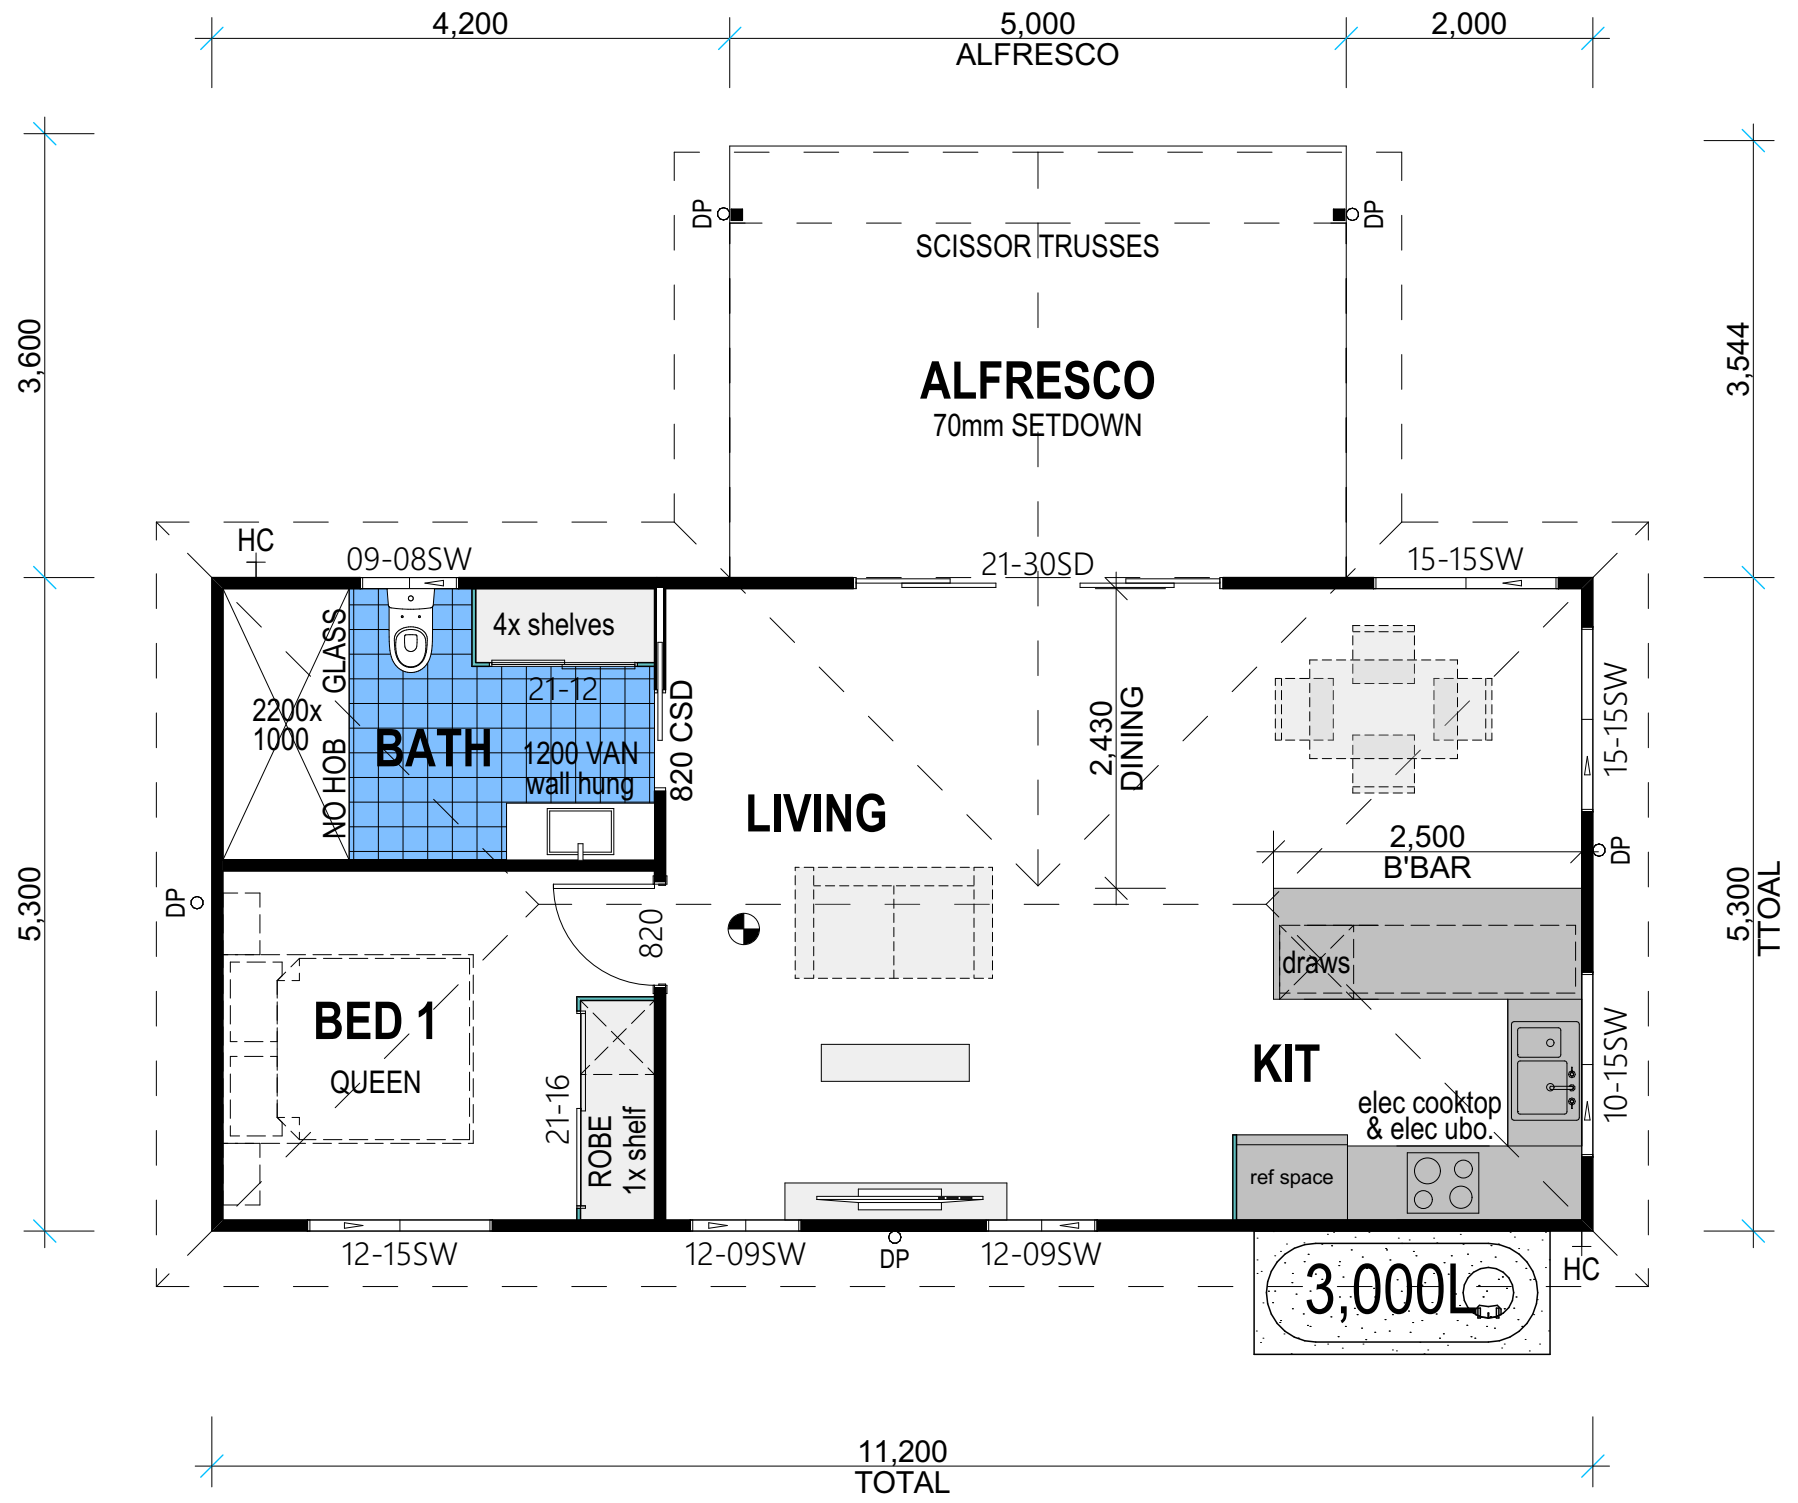 4,200
5,000
ALFRESCO
2,000
DP
DP
SCISSOR TRUSSES
3,600
3,544
ALFRESCO
70mm SETDOWN
HC
09-08SW
21-30SD
15-15SW
4x shelves
GLASS
NO HOB
2200x
1000
21-12
BATH
1200 VAN
wall hung
820 CSD
LIVING
2,430
DINING
15-15SW
2,500
B'BAR
DP
DP
5,300
5,300
TTOAL
820
draws
BED 1
QUEEN
21-16
ROBE
1x shelf
KIT
elec cooktop
& elec ubo.
10-15SW
ref space
12-15SW
12-09SW
DP
12-09SW
HC
3,000L
11,200
TOTAL